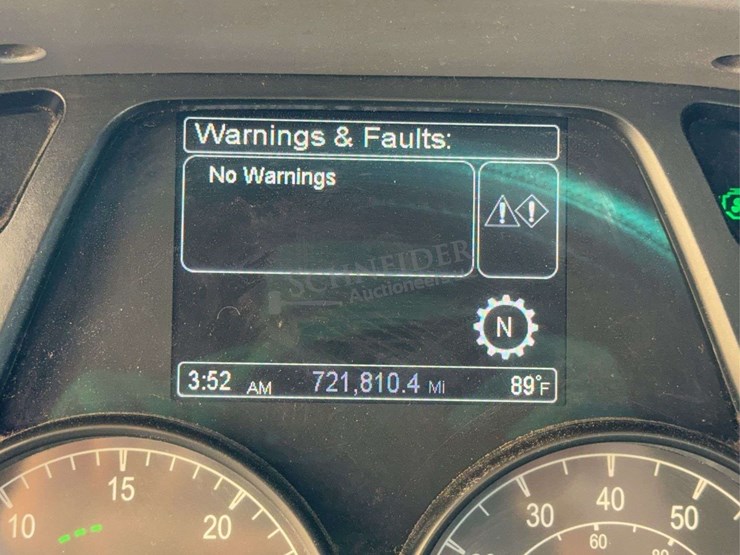 Warnings & Faults:
No Warnings
SCHNEIDER
Auctioneers
N
3:52 AM 721,810.4 Mi 89°F
10 15 20
30 40 50
60 80